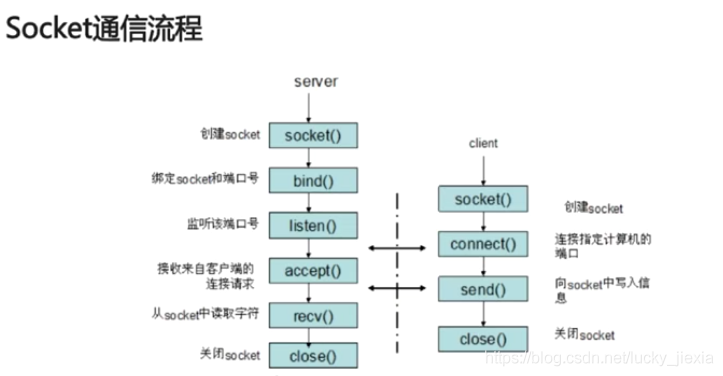 Socket通信流程
server
创建socket
socket()
绑定socket和端口号
bind()
监听该端口号
listen()
接收来自客户端的
连接请求
accept()
从socket中读取字符
recv()
关闭socket
close()
client
socket()
创建socket
connect()
连接指定计算机的
端口
send()
向socket中写入信
息
close()
关闭socket
https://blog.csdn.net/lucky_jiexia